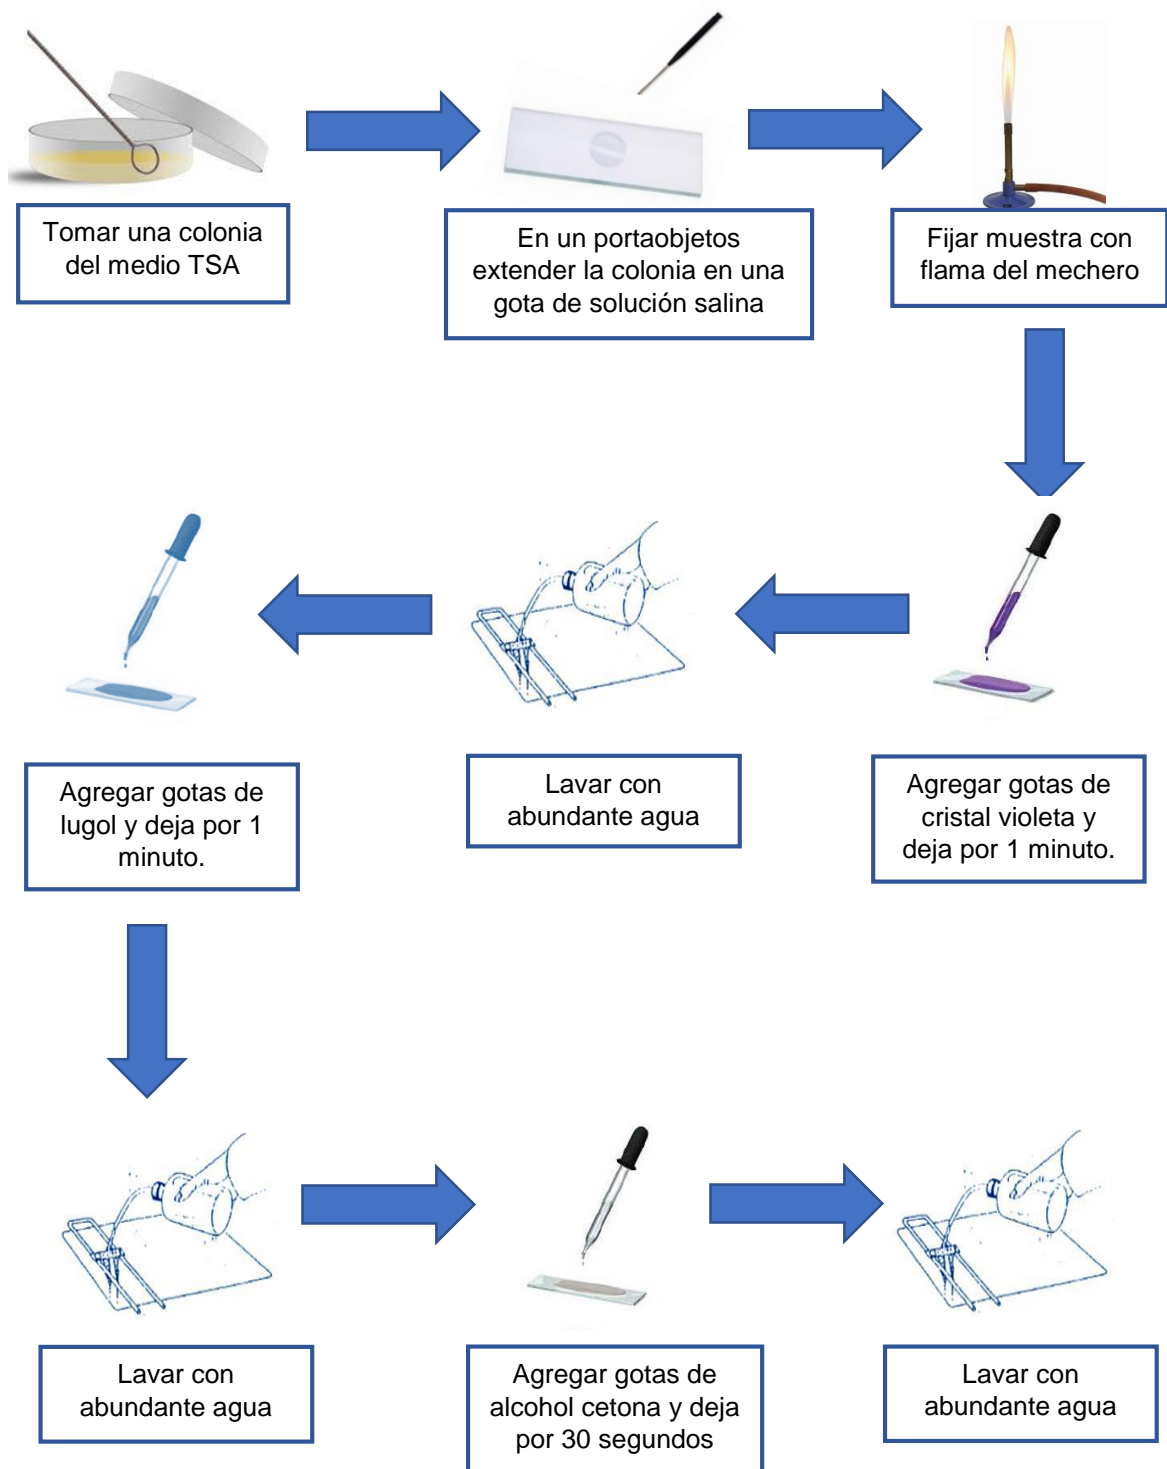 Tomar una colonia
del medio TSA
En un portaobjetos
extender la colonia en una
gota de solución salina
Fijar muestra con
flama del mechero
Agregar gotas de
cristal violeta y
deja por 1 minuto.
Lavar con
abundante agua
Agregar gotas de
lugol y deja por 1
minuto.
Lavar con
abundante agua
Agregar gotas de
alcohol cetona y deja
por 30 segundos
Lavar con
abundante agua